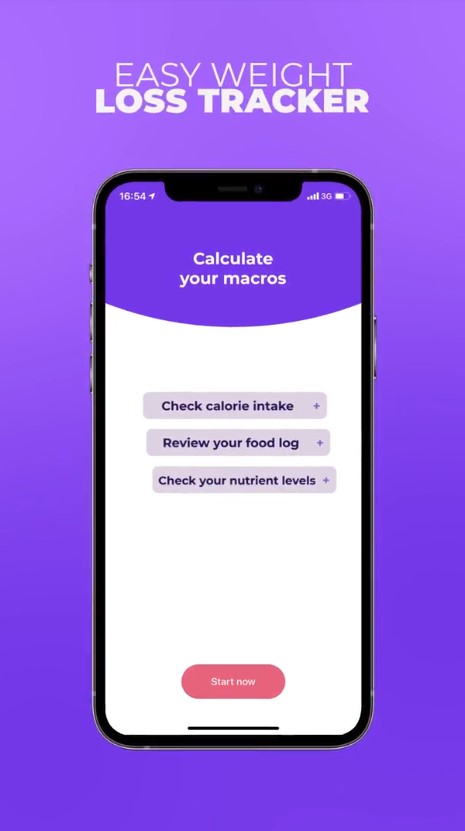 EASY WEIGHT
LOSS TRACKER
16:54
3G
Calculate
your macros
Check calorie intake +
Review your food log +
Check your nutrient levels +
Start now